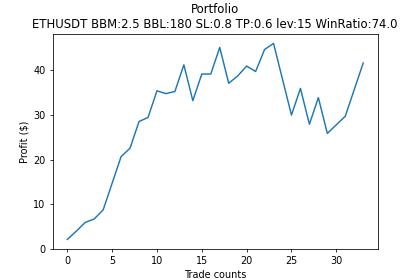 Portfolio
ETHUSDT BBM:2.5 BBL:180 SL:0.8 TP:0.6 lev:15 WinRatio:74.0
40
30
20
10
0
Profit ($)
0 5 10 15 20 25 30
Trade counts